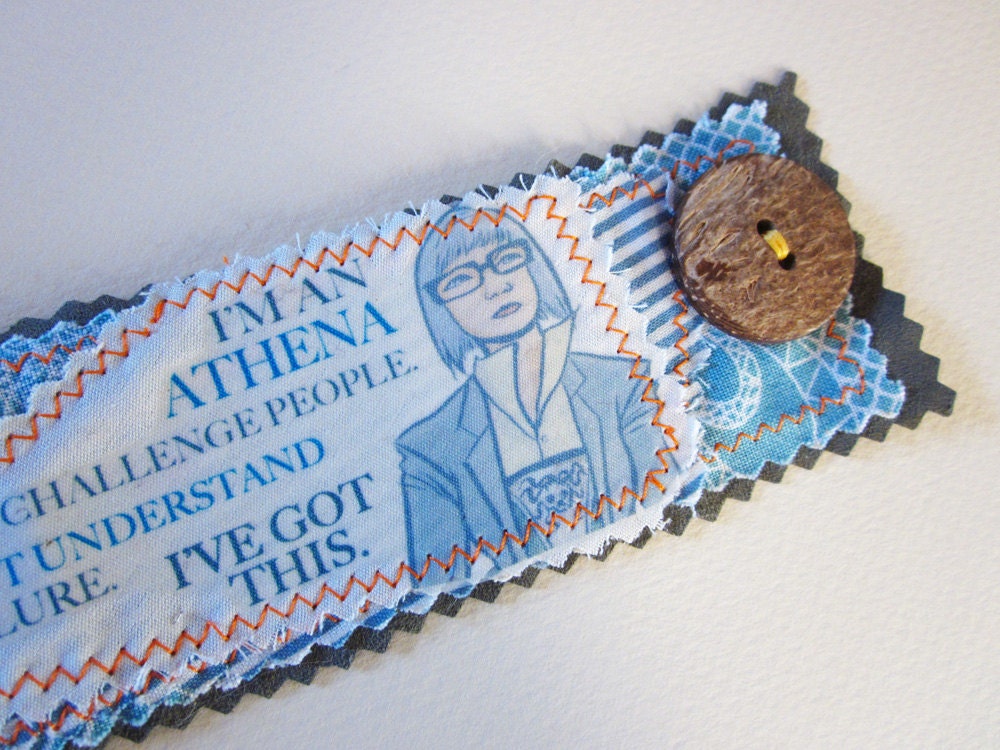 I'M AN
ATHENA
CHALLENGE PEOPLE.
T UNDERSTAND
LURE.
I'VE GOT
THIS.